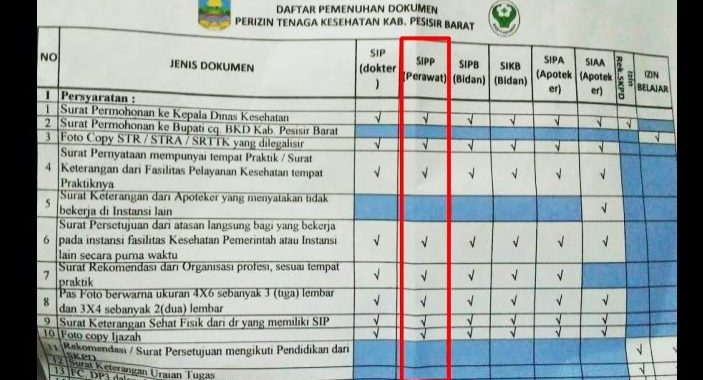 DAFTAR PEMENUHAN DOKUMEN
PERIZIN TENAGA KESEHATAN KAB. PESISIR BARAT
NO
JENIS DOKUMEN
SIP
(dokter
)
SIPP
(Perawat)
SIPB
(Bidan)
SIKB
(Bidan)
SIPA
(Apotek
er)
SIAA
(Apotek
er)
Izin
Rek.SKPD
IZIN
BELAJAR
I Persyaratan :
1 Surat Permohonan ke Kepala Dinas Kesehatan √ √ √ √ √ √ √
2 Surat Permohonan ke Bupati cq. BKD Kab. Pesisir Barat √
3 Foto Copy STR / STRA / SRTTK yang dilegalisir √ √ √ √ √ √
4 Surat Pernyataan mempunyai tempat Praktik / Surat
Keterangan dari Fasilitas Pelayanan Kesehatan tempat √ √ √ √ √ √
Praktiknya
5 Surat Keterangan dari Apoteker yang menyatakan tidak
bekerja di Instansi lain √
6 Surat Persetujuan dari atasan langsung bagi yang bekerja
pada instansi fasilitas Kesehatan Pemerintah atau Instansi √ √ √ √ √ √
lain secara purna waktu
7 Surat Rekomendasi dari Organisasi profesi, sesuai tempat
praktik √ √ √ √ √
8 Pas Foto berwarna ukuran 4X6 sebanyak 3 (tiga) lembar
dan 3X4 sebanyak 2(dua) lembar √ √ √ √ √ √
9 Surat Keterangan Sehat Fisik dari dr yang memiliki SIP √ √ √ √ √ √
10 Foto copy Ijazah √ √ √ √ √ √
11 Rekomendasi / Surat Persetujuan mengikuti Pendidikan dari
SKPD √ √
12 Surat Keterangan Uraian Tugas √
13 FC. DP3